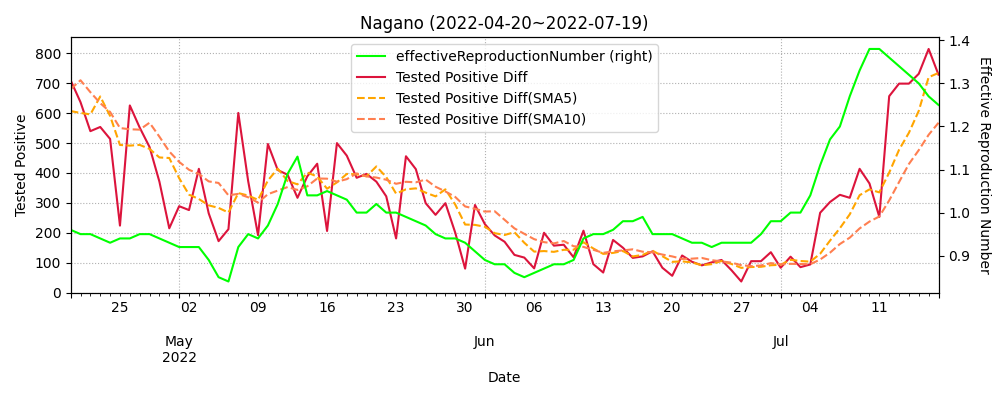 Nagano (2022-04-20~2022-07-19)
effectiveReproductionNumber (right)
Tested Positive Diff
Tested Positive Diff(SMA5)
Tested Positive Diff(SMA10)
Tested Positive
800
700
600
500
400
300
200
100
0
1.4
1.3
1.2
1.1
1.0
0.9
Effective Reproduction Number
25 02 09 16 23 30 06 13 20 27 04 11
May Jun Jul
2022
Date